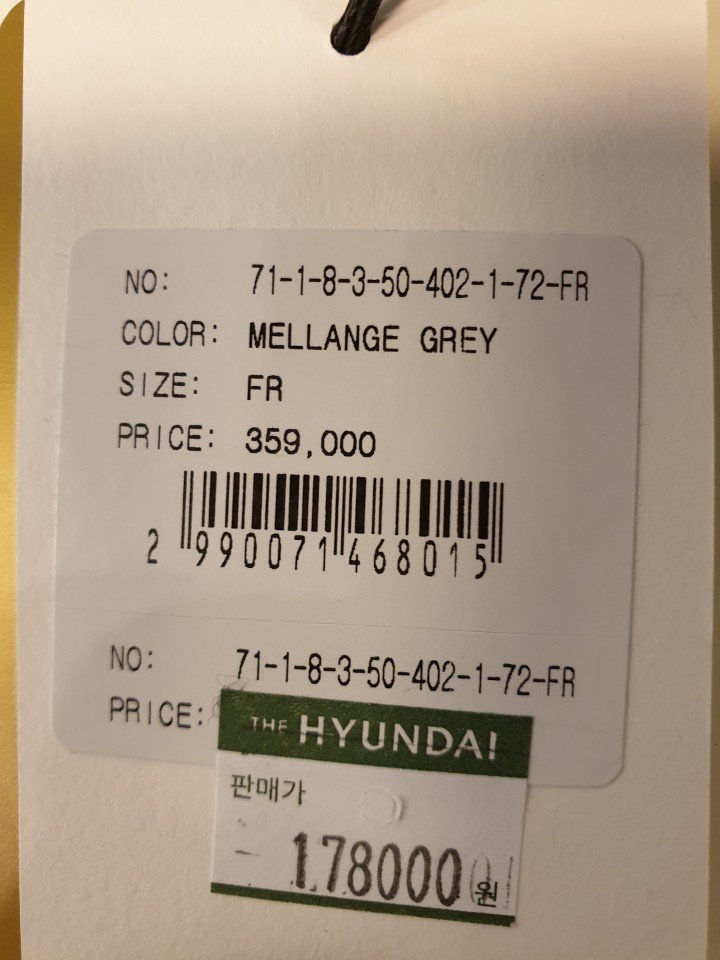 NO: 71-1-8-3-50-402-1-72-FR
COLOR: MELLANGE GREY
SIZE: FR
PRICE: 359,000
2 990071 468015
NO: 71-1-8-3-50-402-1-72-FR
PRICE:
THE HYUNDAI
판매가
178000원